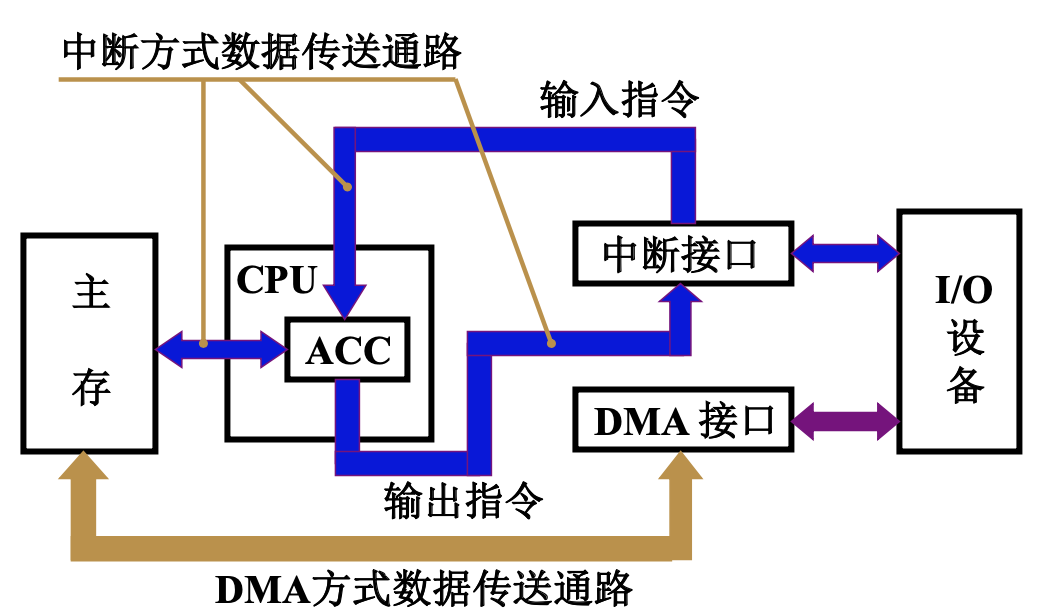 中断方式数据传送通路
输入指令
中断接口
CPU
主
存
ACC
I/O
设
备
DMA 接口
输出指令
DMA方式数据传送通路